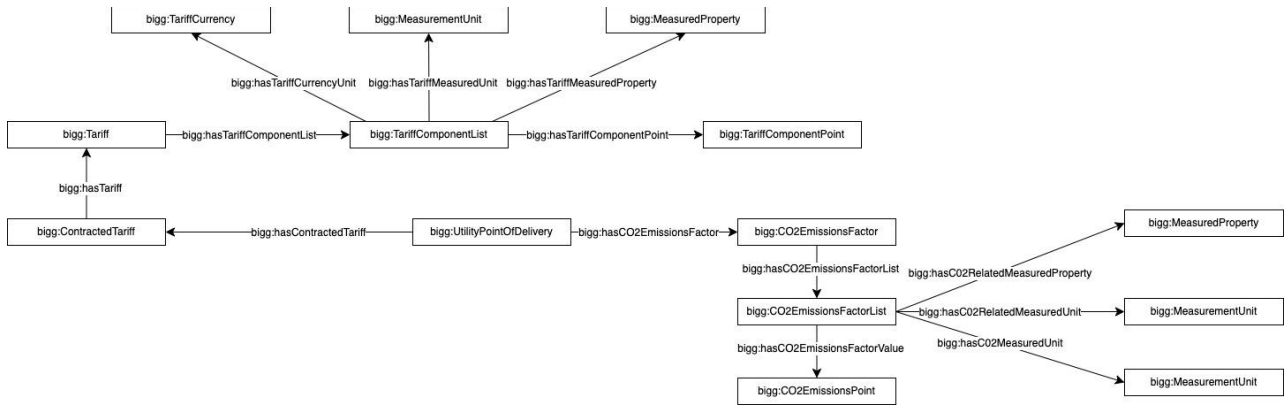 bigg:TariffCurrency
bigg:MeasurementUnit
bigg:MeasuredProperty
bigg:hasTariffCurrencyUnit
bigg:hasTariffMeasuredUnit
bigg:hasTariffMeasuredProperty
bigg:Tariff
bigg:hasTariffComponentList
bigg:TariffComponentList
bigg:hasTariffComponentPoint
bigg:TariffComponentPoint
bigg:hasTariff
bigg:ContractedTariff
bigg:hasContractedTariff
bigg:UtilityPointOfDelivery
bigg:hasCO2EmissionsFactor
bigg:CO2EmissionsFactor
bigg:MeasuredProperty
bigg:hasCO2EmissionsFactorList
bigg:hasC02RelatedMeasuredProperty
bigg:CO2EmissionsFactorList
bigg:hasC02RelatedMeasuredUnit
bigg:MeasurementUnit
bigg:hasCO2EmissionsFactorValue
bigg:hasC02MeasuredUnit
bigg:CO2EmissionsPoint
bigg:MeasurementUnit